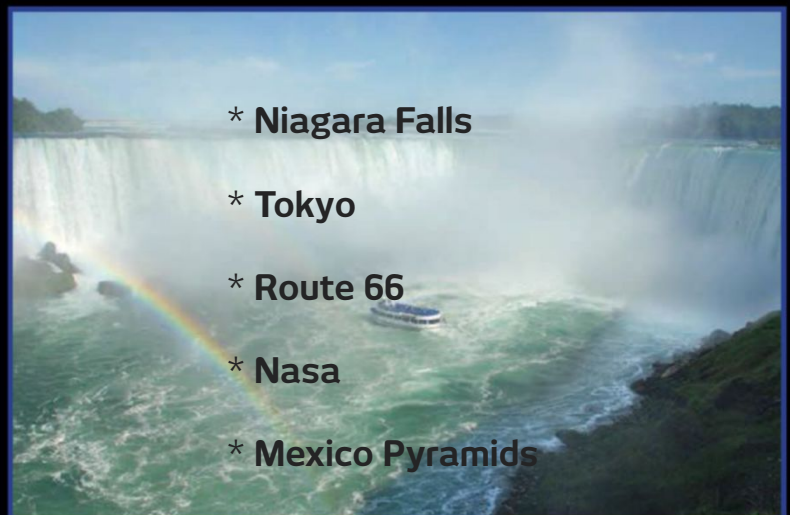 * Niagara Falls
* Tokyo
* Route 66
* Nasa
* Mexico Pyramids